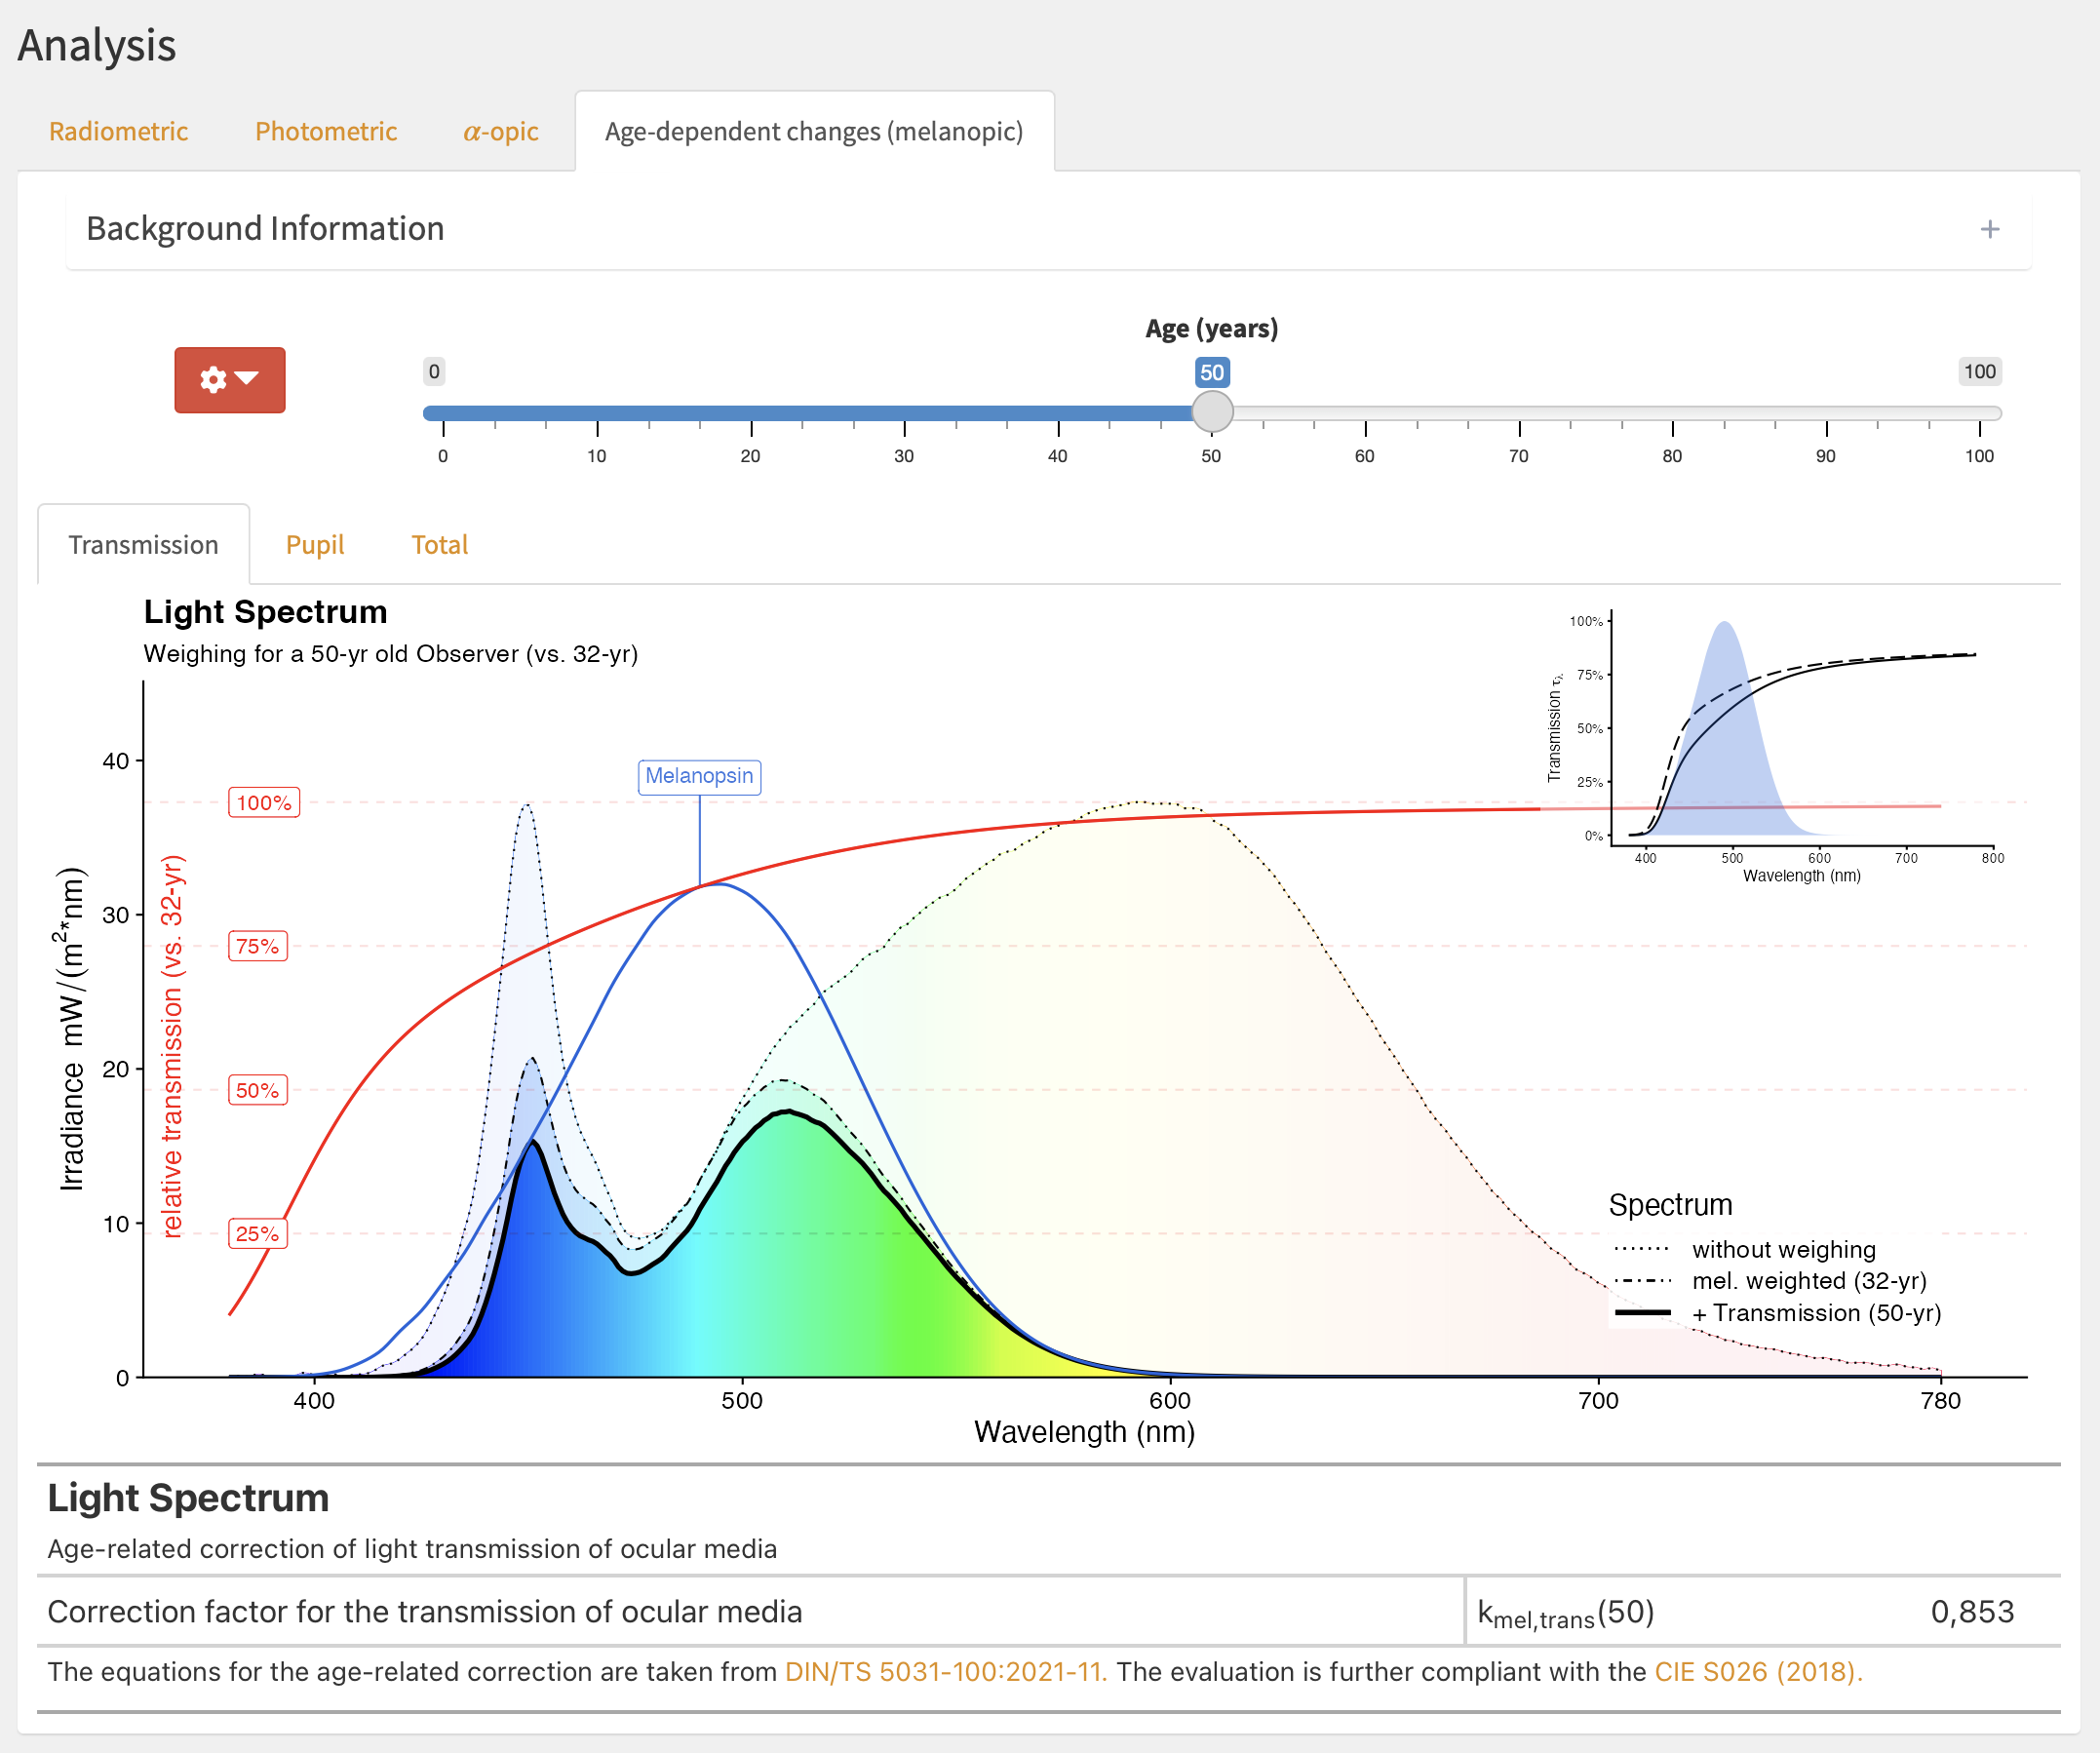 Analysis
Radiometric Photometric α-opic Age-dependent changes (melanopic)
Background Information +
Age (years)
0 50 100
0 10 20 30 40 50 60 70 80 90 100
Transmission Pupil Total
Light Spectrum
Weighing for a 50-yr old Observer (vs. 32-yr)
Irradiance mW/(m²*nm)
40
30
20
10
0
relative transmission (vs. 32-yr)
100%
75%
50%
25%
Melanopsin
400 500 600 700 780
Wavelength (nm)
Transmission τλ
100%
75%
50%
25%
0%
400 500 600 700 800
Wavelength (nm)
Spectrum
without weighing
mel. weighted (32-yr)
+ Transmission (50-yr)
Light Spectrum
Age-related correction of light transmission of ocular media
Correction factor for the transmission of ocular media kmel,trans(50) 0,853
The equations for the age-related correction are taken from DIN/TS 5031-100:2021-11. The evaluation is further compliant with the CIE S026 (2018).